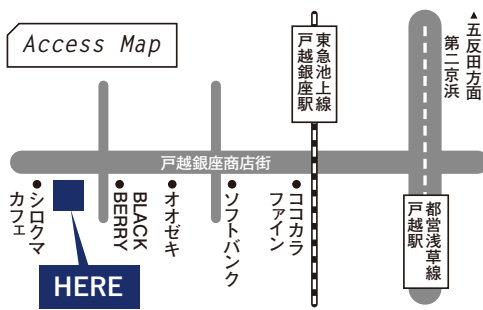 Access Map
東急池上線
戸越銀座駅
▲五反田方面
第二京浜
戸越銀座商店街
シロクマ
カフェ
HERE
BLACK
BERRY
オオゼキ
ソフトバンク
ココカラ
ファイン
都営浅草線
戸越駅